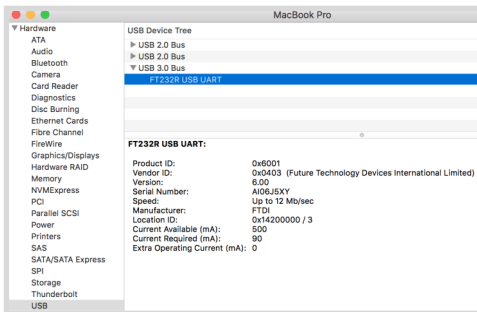 MacBook Pro
Hardware
ATA
Audio
Bluetooth
Camera
Card Reader
Diagnostics
Disc Burning
Ethernet Cards
Fibre Channel
FireWire
Graphics/Displays
Hardware RAID
Memory
NVMExpress
PCI
Parallel SCSI
Power
Printers
SAS
SATA/SATA Express
SPI
Storage
Thunderbolt
USB
USB Device Tree
USB 2.0 Bus
USB 2.0 Bus
USB 3.0 Bus
FT232R USB UART
FT232R USB UART:
Product ID: 0x6001
Vendor ID: 0x0403 (Future Technology Devices International Limited)
Version: 6.00
Serial Number: AI06J5XY
Speed: Up to 12 Mb/sec
Manufacturer: FTDI
Location ID: 0x14200000 / 3
Current Available (mA): 500
Current Required (mA): 90
Extra Operating Current (mA): 0